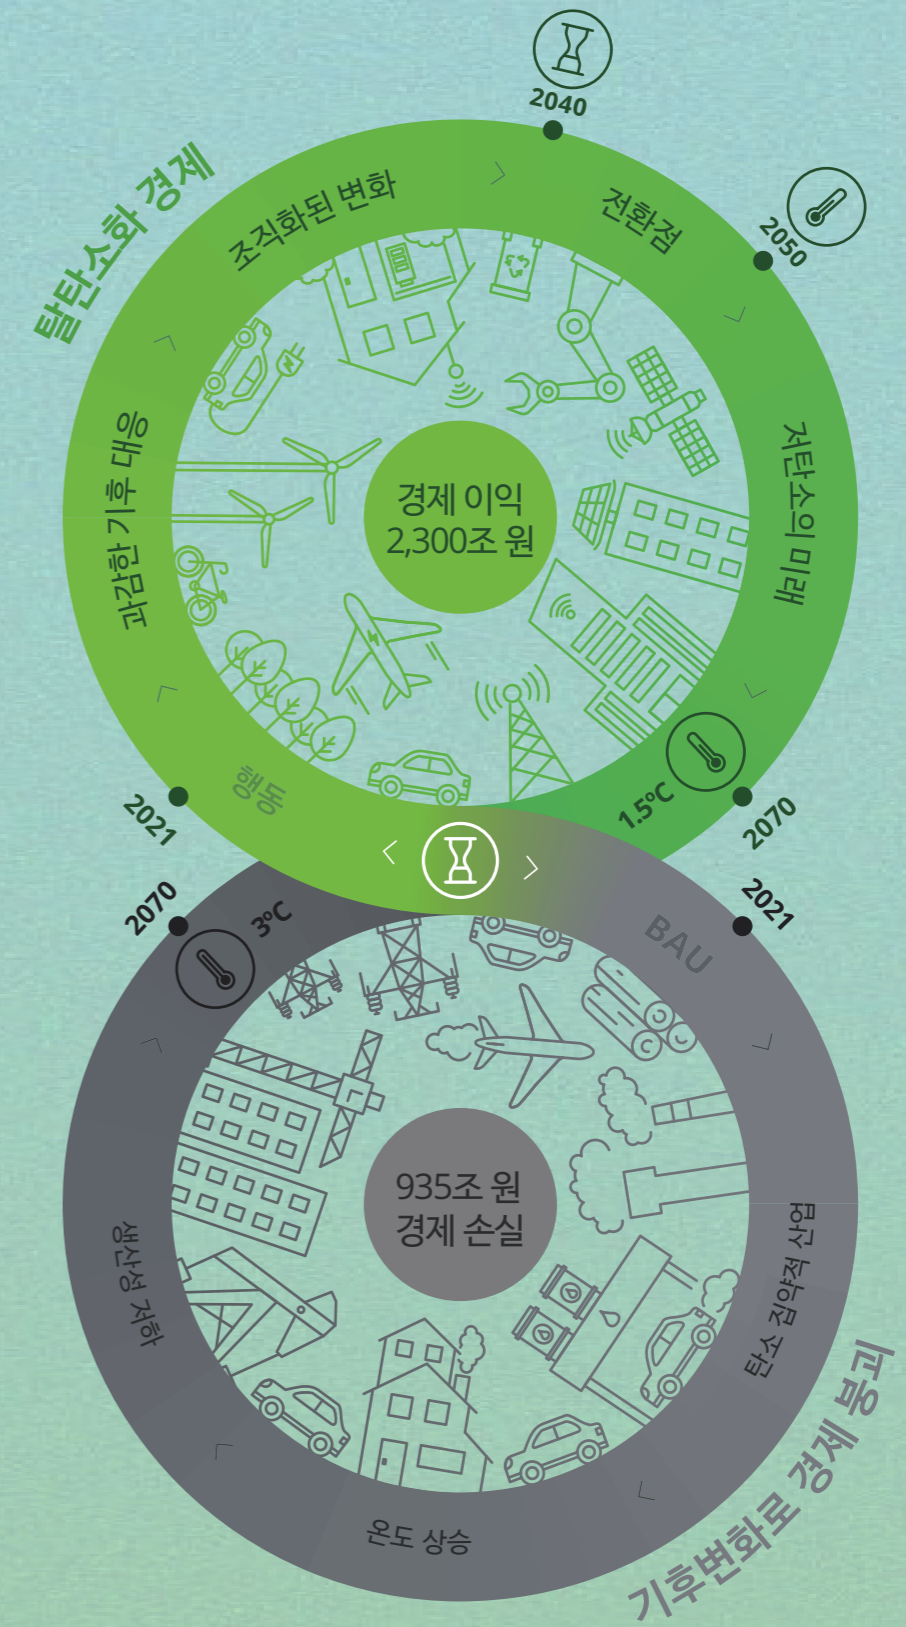 2040
2050
탈탄소화 경제
조직화된 변화
전환점
과감한 기후 대응
저탄소의 미래
경제 이익
2,300조 원
행동
1.5ºC
2021
2070
2070
2021
3ºC
BAU
935조 원
경제 손실
생산성 저하
탄소 집약적 산업
온도 상승
기후변화로 경제 붕괴